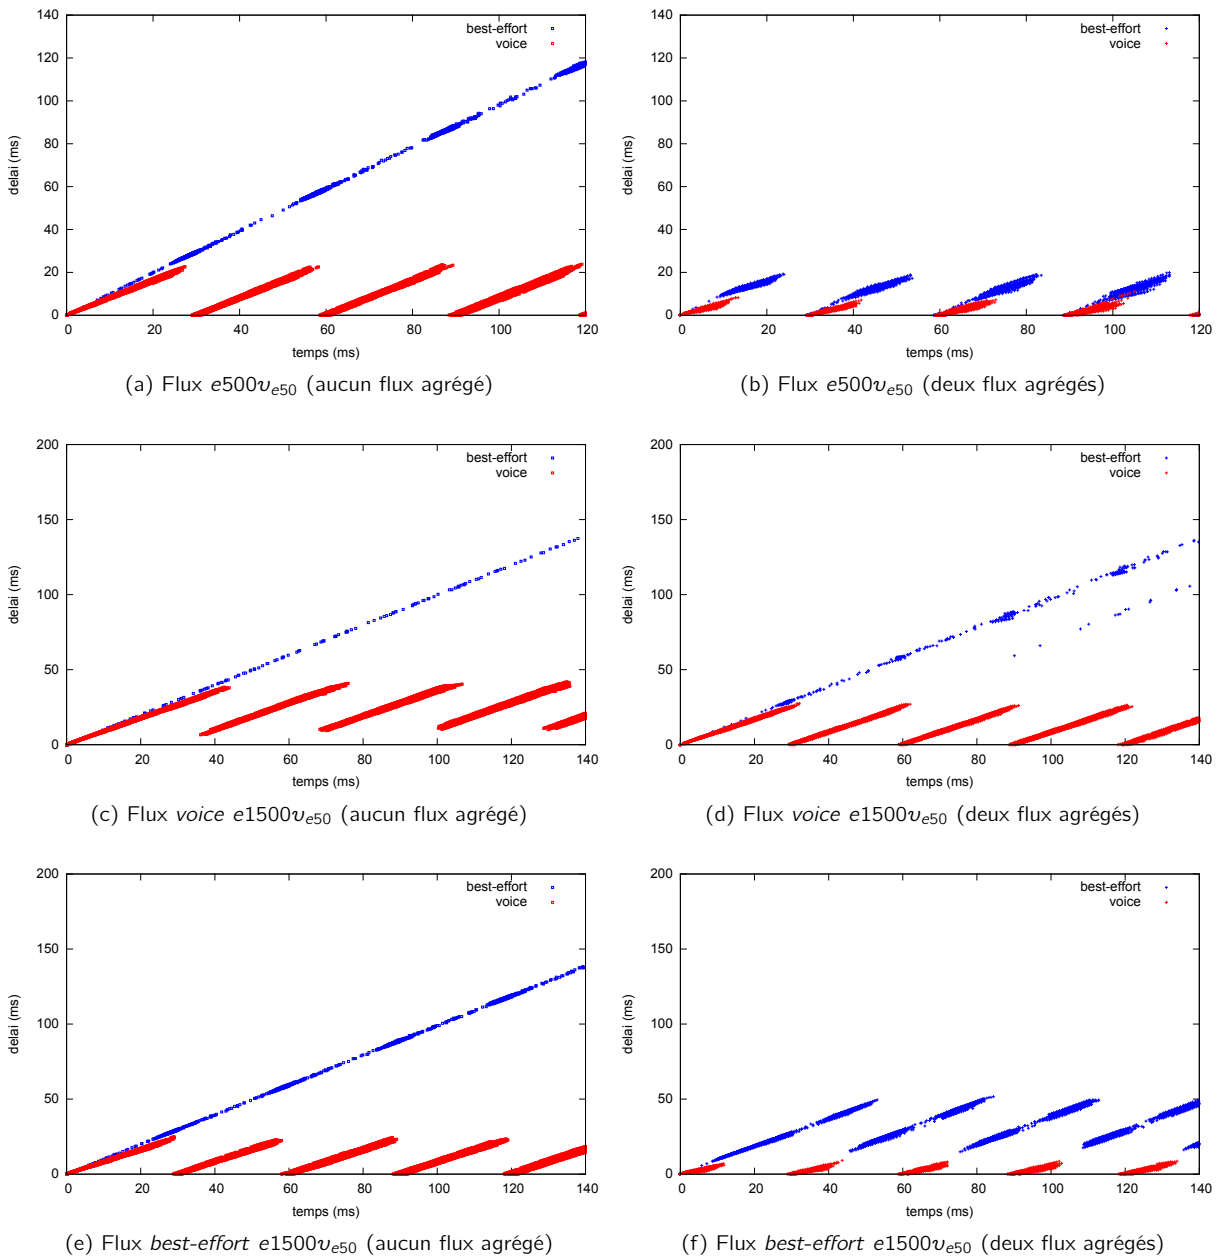 140
120
100
80
60
40
20
0
delai (ms)
best-effort
voice
0 20 40 60 80 100 120
temps (ms)
(a) Flux e500υe50 (aucun flux agrégé)
140
120
100
80
60
40
20
0
delai (ms)
best-effort
voice
0 20 40 60 80 100 120
temps (ms)
(b) Flux e500υe50 (deux flux agrégés)
200
150
100
50
0
delai (ms)
best-effort
voice
0 20 40 60 80 100 120 140
temps (ms)
(c) Flux voice e1500υe50 (aucun flux agrégé)
200
150
100
50
0
delai (ms)
best-effort
voice
0 20 40 60 80 100 120 140
temps (ms)
(d) Flux voice e1500υe50 (deux flux agrégés)
200
150
100
50
0
delai (ms)
best-effort
voice
0 20 40 60 80 100 120 140
temps (ms)
(e) Flux best-effort e1500υe50 (aucun flux agrégé)
200
150
100
50
0
delai (ms)
best-effort
voice
0 20 40 60 80 100 120 140
temps (ms)
(f) Flux best-effort e1500υe50 (deux flux agrégés)